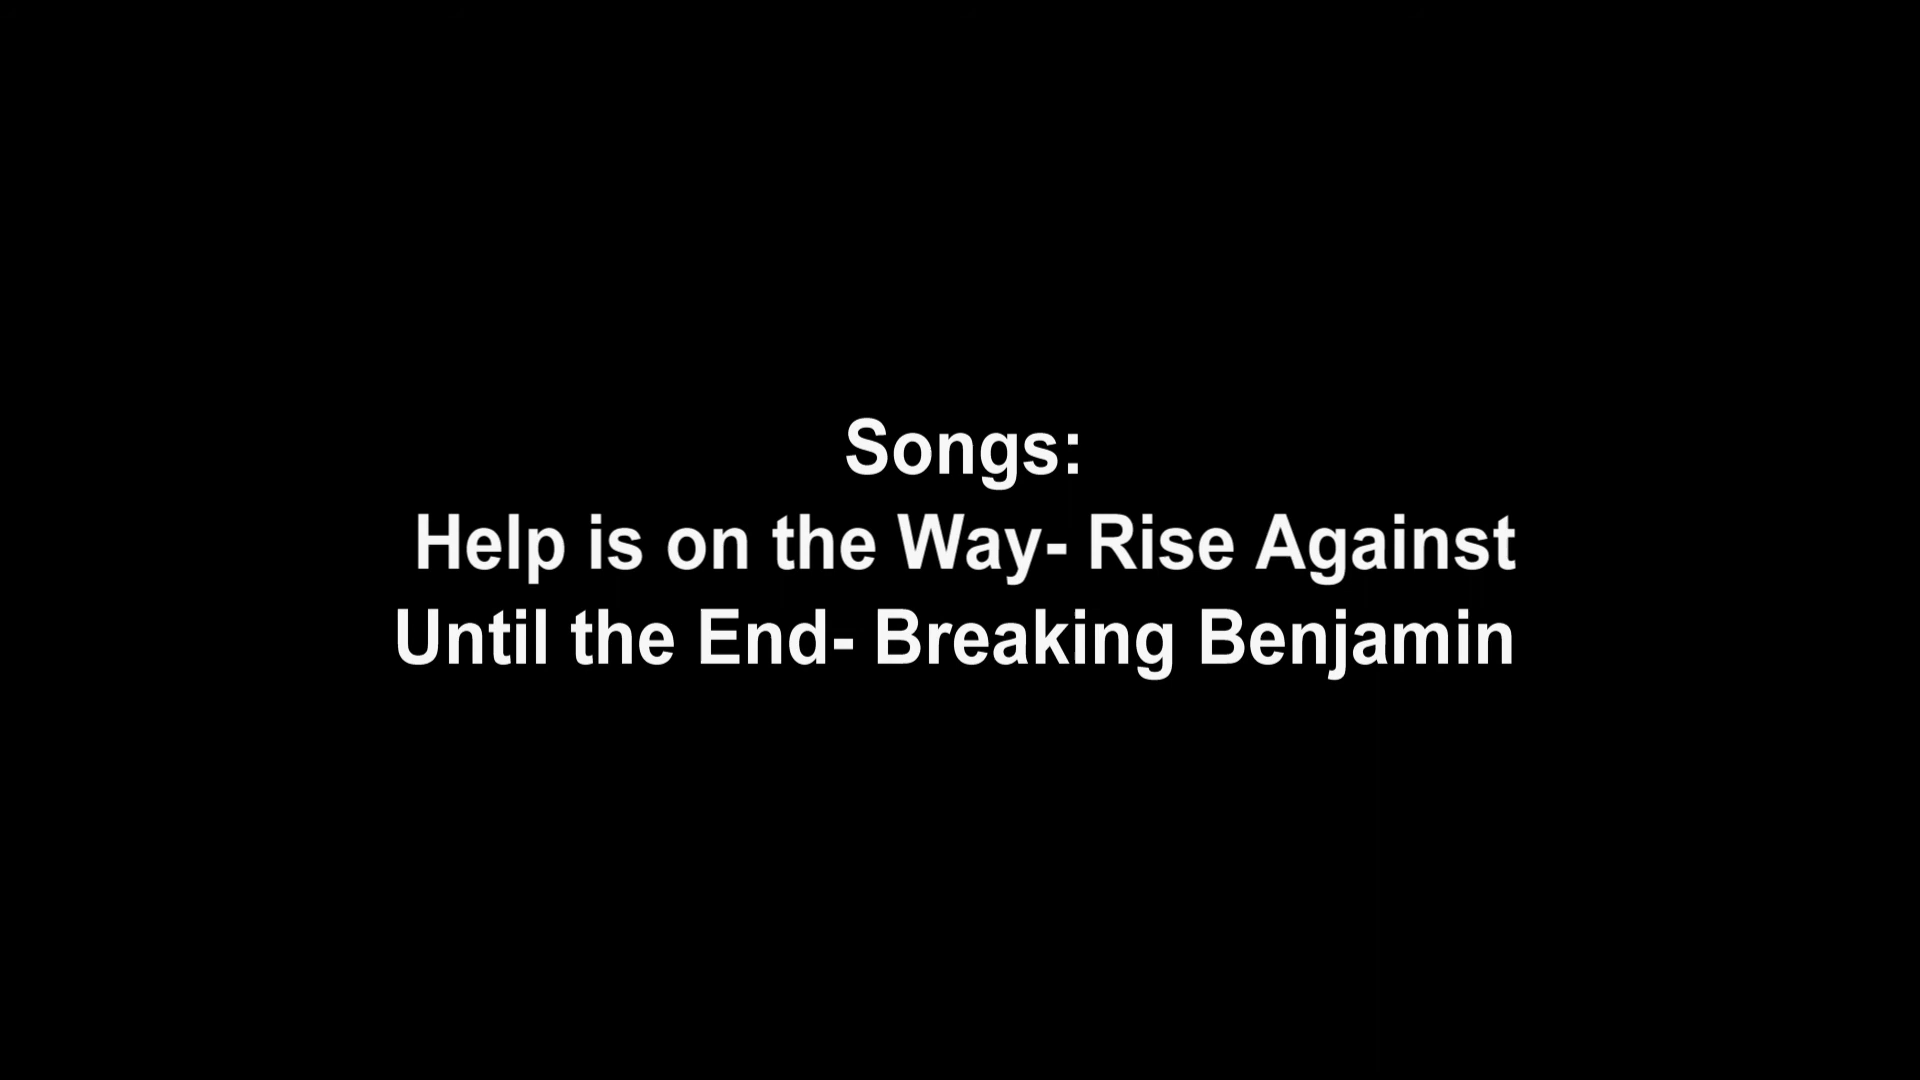 Songs:
Help is on the Way- Rise Against
Until the End- Breaking Benjamin